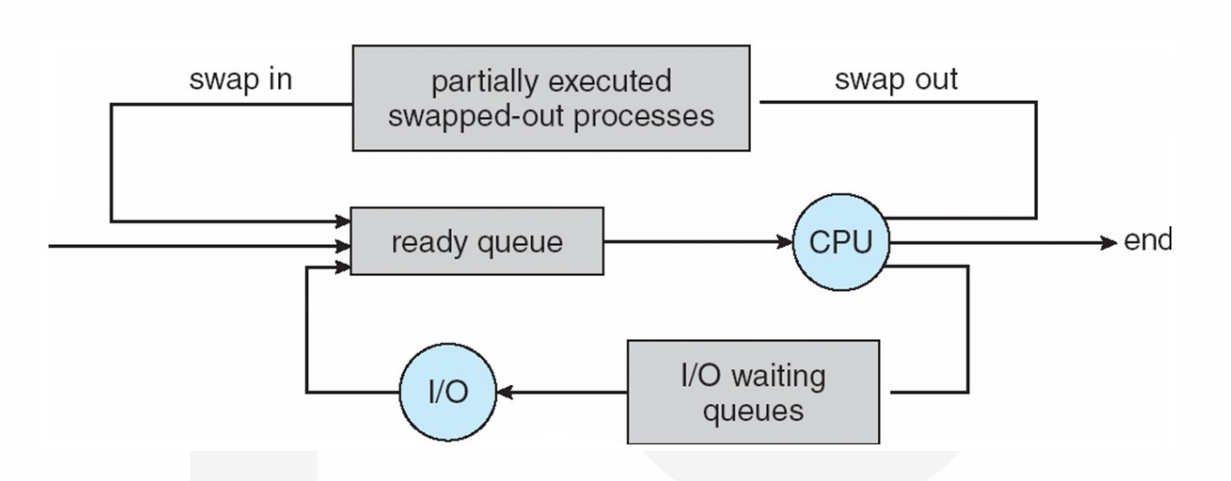 swap in
partially executed
swapped-out processes
swap out
ready queue
CPU
end
I/O
I/O waiting
queues